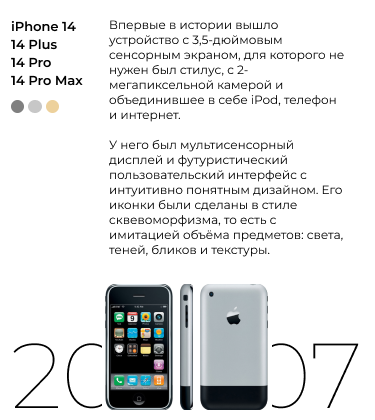 iPhone 14
14 Plus
14 Pro
14 Pro Max
Впервые в истории вышло
устройство с 3,5-дюймовым
сенсорным экраном, для которого не
нужен был стилус, с 2-
мегапиксельной камерой и
объединившее в себе iPod, телефон
и интернет.
У него был мультисенсорный
дисплей и футуристический
пользовательский интерфейс с
интуитивно понятным дизайном. Его
иконки были сделаны в стиле
сквевоморфизма, то есть с
имитацией объёма предметов: света,
теней, бликов и текстуры.
2007